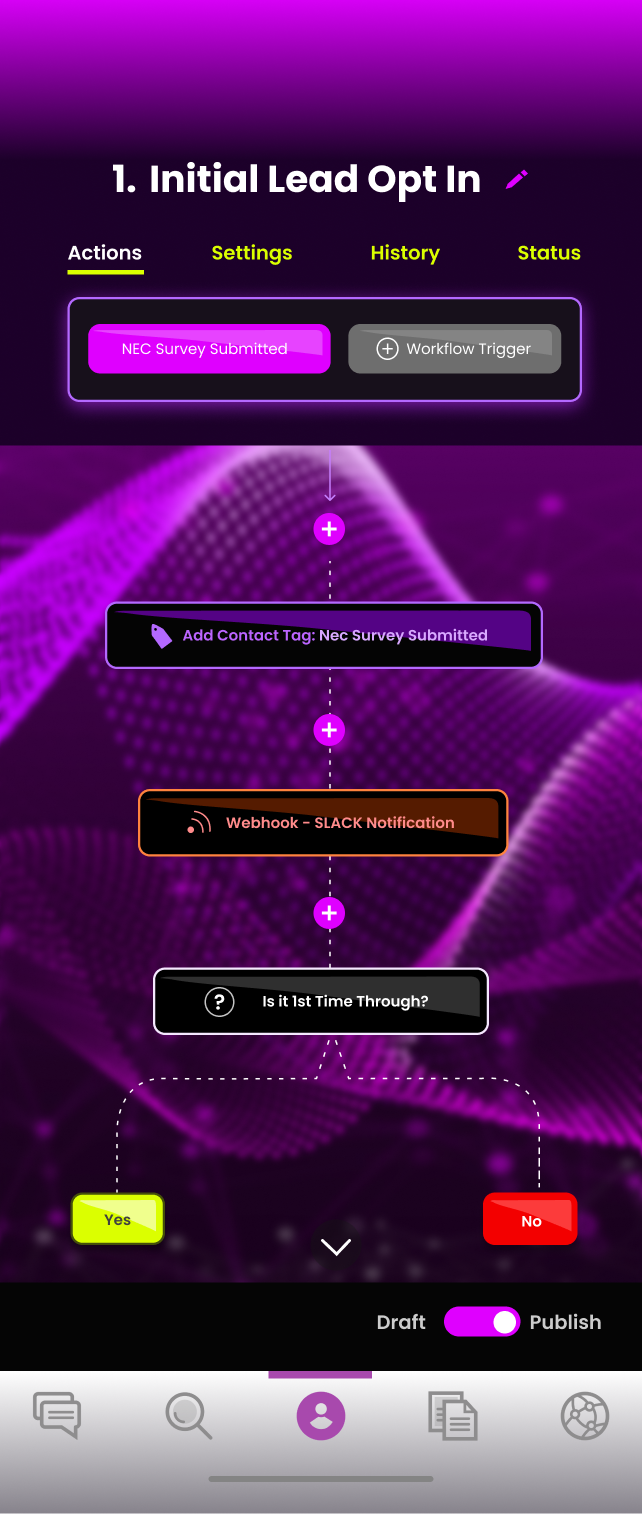 1. Initial Lead Opt In
Actions Settings History Status
NEC Survey Submitted Workflow Trigger
Add Contact Tag: Nec Survey Submitted
Webhook - SLACK Notification
? Is it 1st Time Through?
Yes No
Draft Publish